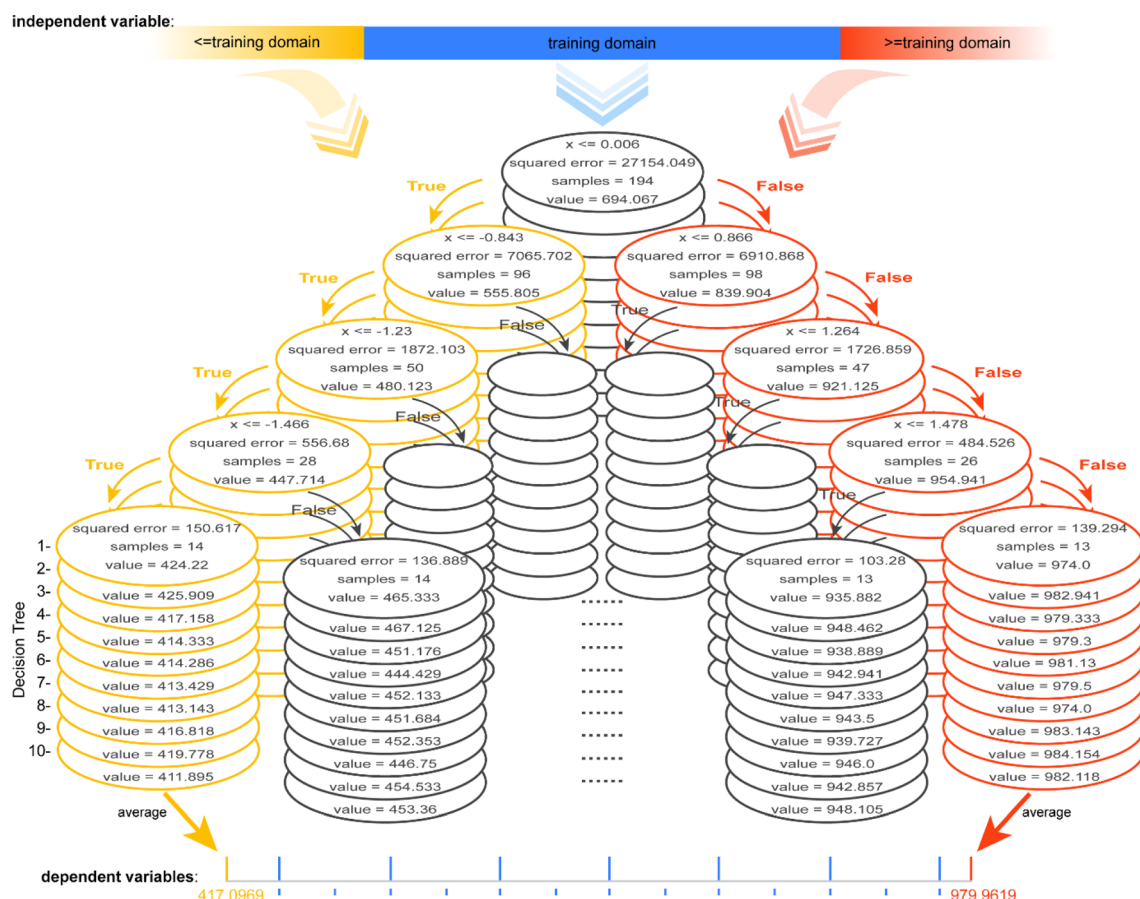 independent variable:
<=training domain
training domain
>=training domain
x <= 0.006
squared error = 27154.049
samples = 194
value = 694.067
True
False
x <= -0.843
squared error = 7065.702
samples = 96
value = 555.805
x <= 0.866
squared error = 6910.868
samples = 98
value = 839.904
True
False
True
False
x <= -1.23
squared error = 1872.103
samples = 50
value = 480.123
x <= 1.264
squared error = 1726.859
samples = 47
value = 921.125
True
False
True
False
x <= -1.466
squared error = 556.68
samples = 28
value = 447.714
x <= 1.478
squared error = 484.526
samples = 26
value = 954.941
True
False
True
False
Decision Tree
1-
2-
3-
4-
5-
6-
7-
8-
9-
10-
squared error = 150.617
samples = 14
value = 424.22
value = 425.909
value = 417.158
value = 414.333
value = 414.286
value = 413.429
value = 413.143
value = 416.818
value = 419.778
value = 411.895
squared error = 136.889
samples = 14
value = 465.333
value = 467.125
value = 451.176
value = 444.429
value = 452.133
value = 451.684
value = 452.353
value = 446.75
value = 454.533
value = 453.36
squared error = 103.28
samples = 13
value = 935.882
value = 948.462
value = 938.889
value = 942.941
value = 947.333
value = 943.5
value = 939.727
value = 946.0
value = 942.857
value = 948.105
squared error = 139.294
samples = 13
value = 974.0
value = 982.941
value = 979.333
value = 979.3
value = 981.13
value = 979.5
value = 974.0
value = 983.143
value = 984.154
value = 982.118
average
average
dependent variables:
417.0969
979.9619